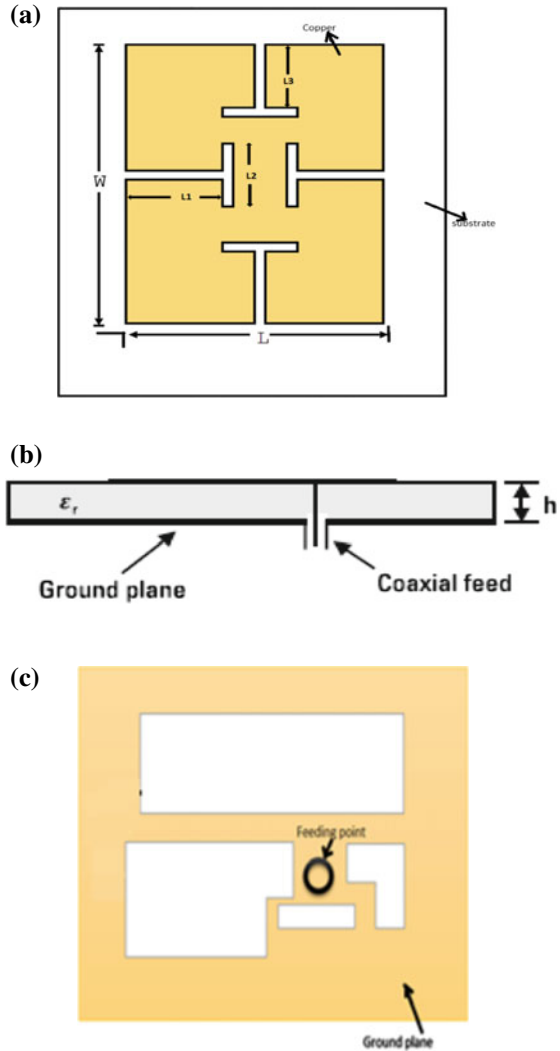 (a)
Copper
L3
W
L2
L1
substrate
L
(b)
εr
h
Ground plane
Coaxial feed
(c)
Feeding point
Ground plane